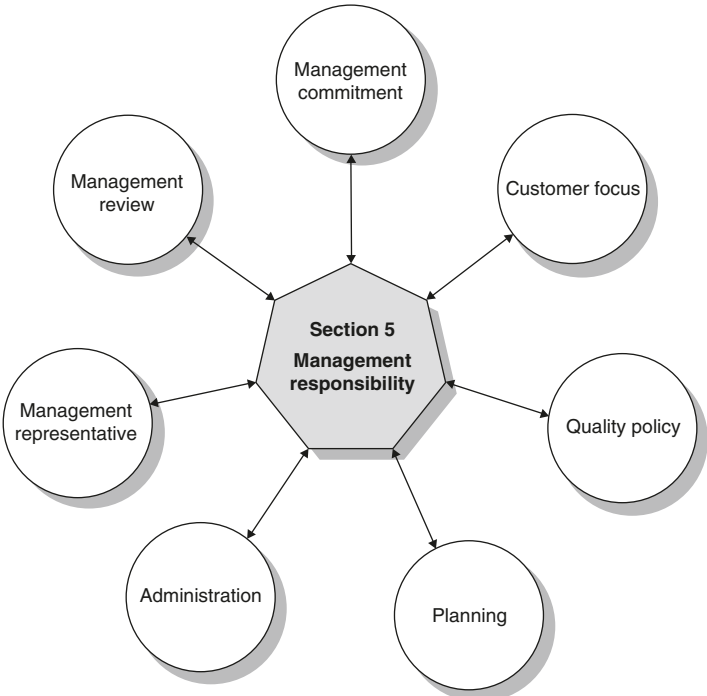 Management
commitment
Customer focus
Quality policy
Planning
Administration
Management
representative
Management
review
Section 5
Management
responsibility